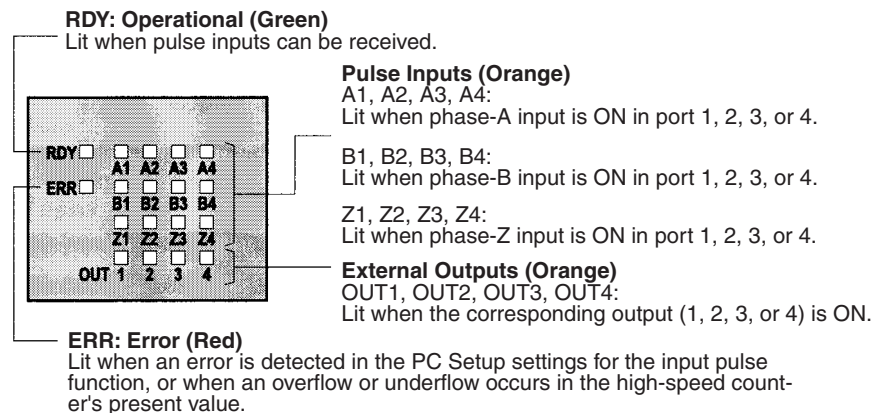 RDY: Operational (Green)
Lit when pulse inputs can be received.
Pulse Inputs (Orange)
A1, A2, A3, A4:
Lit when phase-A input is ON in port 1, 2, 3, or 4.
B1, B2, B3, B4:
Lit when phase-B input is ON in port 1, 2, 3, or 4.
Z1, Z2, Z3, Z4:
Lit when phase-Z input is ON in port 1, 2, 3, or 4.
External Outputs (Orange)
OUT1, OUT2, OUT3, OUT4:
Lit when the corresponding output (1, 2, 3, or 4) is ON.
RDY
A1 A2 A3 A4
ERR
B1 B2 B3 B4
Z1 Z2 Z3 Z4
OUT 1 2 3 4
ERR: Error (Red)
Lit when an error is detected in the PC Setup settings for the input pulse
function, or when an overflow or underflow occurs in the high-speed count-
er's present value.